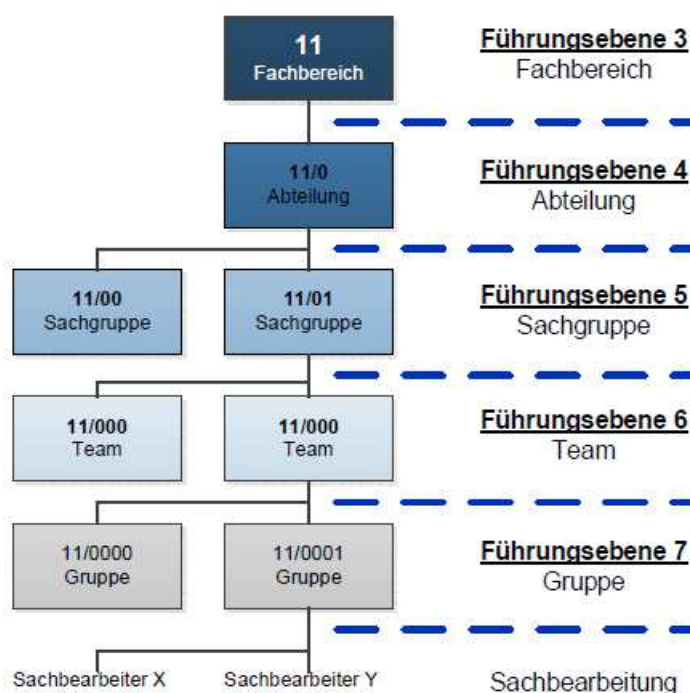 11
Fachbereich
Führungsebene 3
Fachbereich
11/0
Abteilung
Führungsebene 4
Abteilung
11/00
Sachgruppe
11/01
Sachgruppe
Führungsebene 5
Sachgruppe
11/000
Team
11/000
Team
Führungsebene 6
Team
11/0000
Gruppe
11/0001
Gruppe
Führungsebene 7
Gruppe
Sachbearbeiter X
Sachbearbeiter Y
Sachbearbeitung